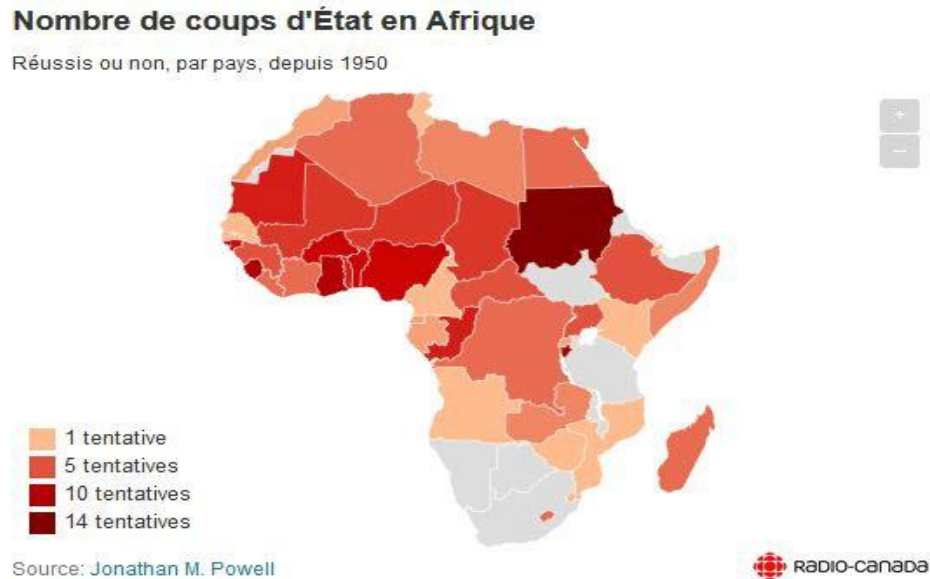 Nombre de coups d'État en Afrique
Réussis ou non, par pays, depuis 1950
+
–
1 tentative
5 tentatives
10 tentatives
14 tentatives
Source: Jonathan M. Powell
RADIO-CANADA